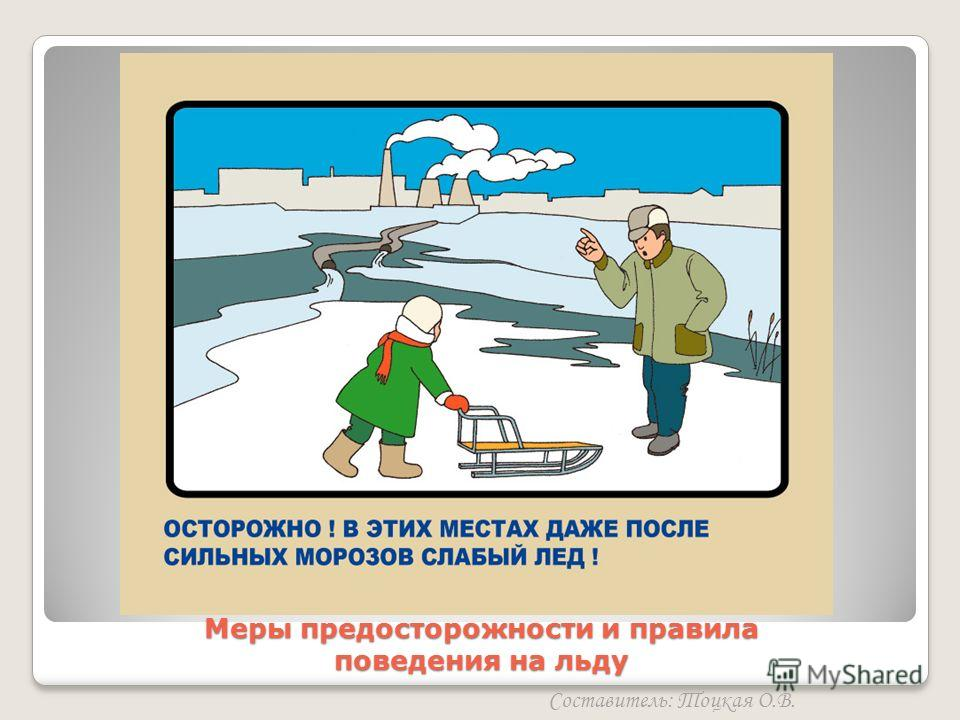 ОСТОРОЖНО ! В ЭТИХ МЕСТАХ ДАЖЕ ПОСЛЕ
СИЛЬНЫХ МОРОЗОВ СЛАБЫЙ ЛЕД !
Меры предосторожности и правила
поведения на льду
MyShared
Составитель: Тоцкая О.В.